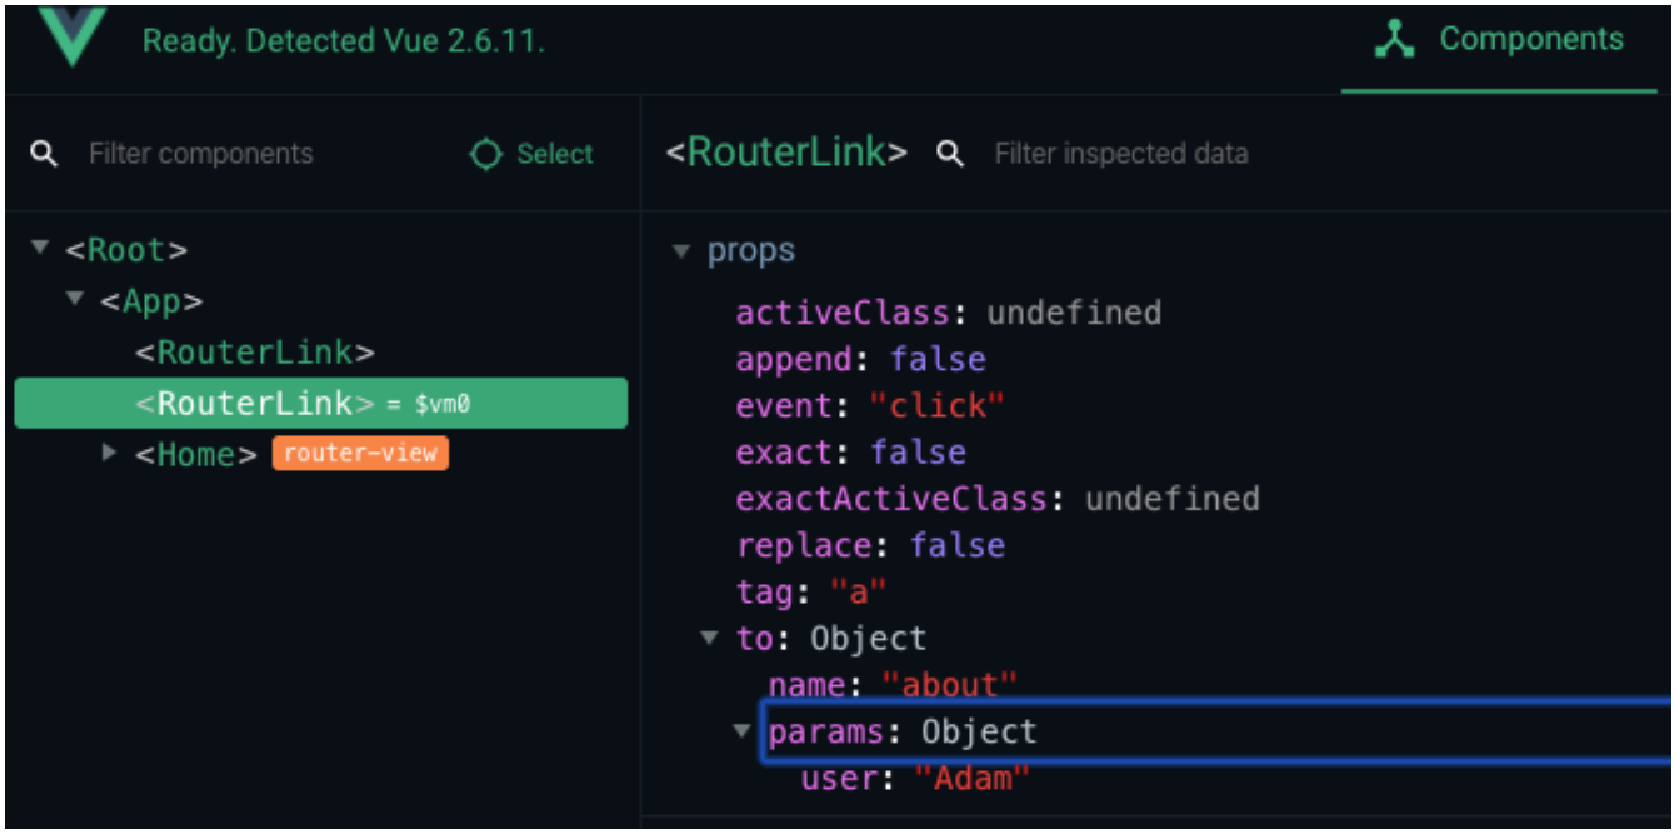 Ready. Detected Vue 2.6.11.
Components
Filter components
Select
<RouterLink>
Filter inspected data
<Root>
<App>
<RouterLink>
<RouterLink> = $vm0
<Home> router-view
props
activeClass: undefined
append: false
event: "click"
exact: false
exactActiveClass: undefined
replace: false
tag: "a"
to: Object
name: "about"
params: Object
user: "Adam"